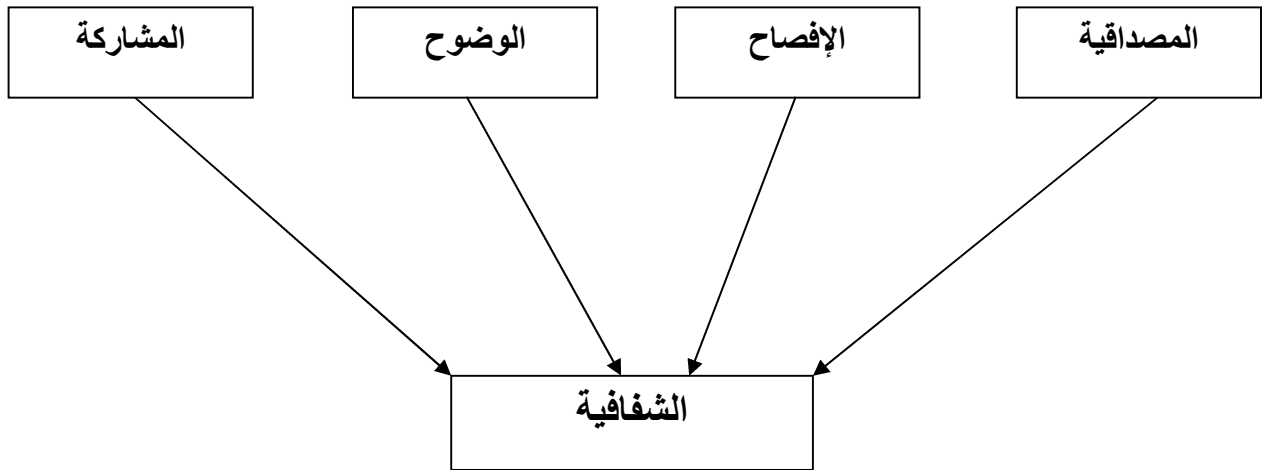 المصداقية
الإفصاح
الوضوح
المشاركة
الشفافية